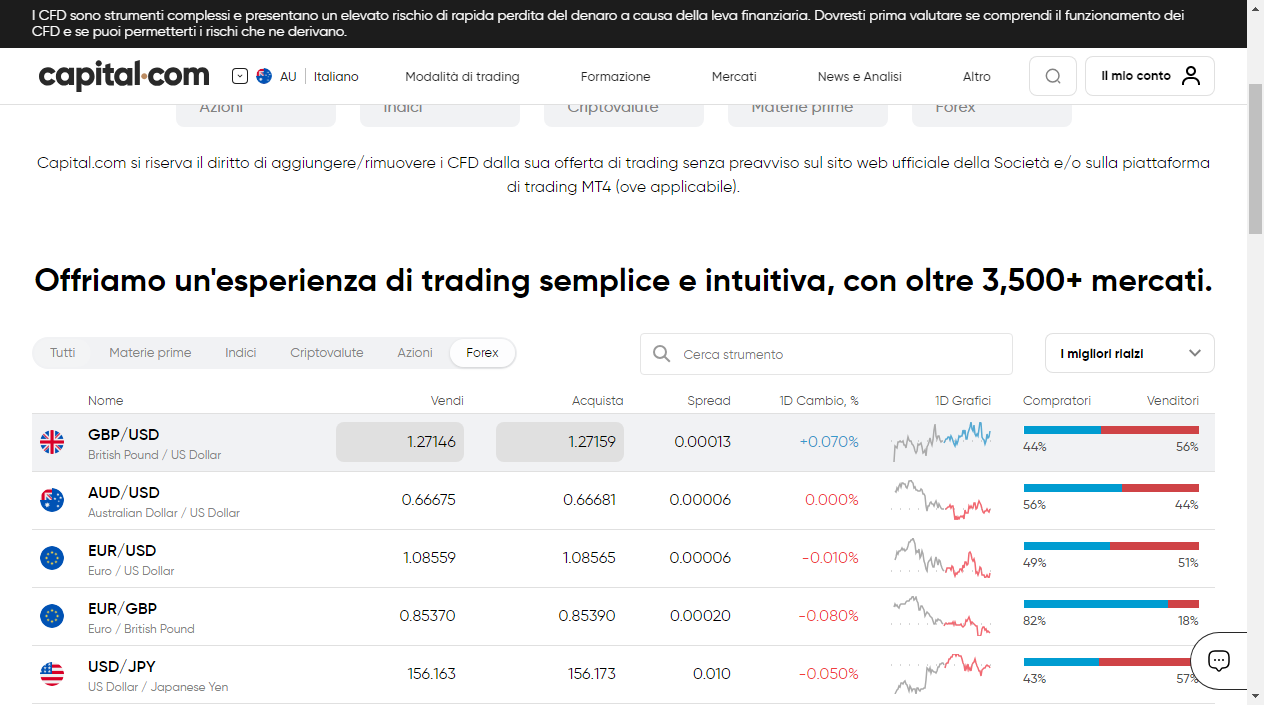 I CFD sono strumenti complessi e presentano un elevato rischio di rapida perdita del denaro a causa della leva finanziaria. Dovresti prima valutare se comprendi il funzionamento dei
CFD e se puoi permetterti i rischi che ne derivano.
capital.com AU Italiano Modalità di trading Formazione Mercati News e Analisi Altro Il mio conto
Azioni Indici Criptovalute Materie prime Forex
Capital.com si riserva il diritto di aggiungere/rimuovere i CFD dalla sua offerta di trading senza preavviso sul sito web ufficiale della Società e/o sulla piattaforma
di trading MT4 (ove applicabile).
Offriamo un'esperienza di trading semplice e intuitiva, con oltre 3,500+ mercati.
Tutti Materie prime Indici Criptovalute Azioni Forex Cerca strumento I migliori rialzi
Nome Vendi Acquista Spread 1D Cambio, % 1D Grafici Compratori Venditori
GBP/USD 1.27146 1.27159 0.00013 +0.070% 44% 56%
British Pound / US Dollar
AUD/USD 0.66675 0.66681 0.00006 0.000% 56% 44%
Australian Dollar / US Dollar
EUR/USD 1.08559 1.08565 0.00006 -0.010% 49% 51%
Euro / US Dollar
EUR/GBP 0.85370 0.85390 0.00020 -0.080% 82% 18%
Euro / British Pound
USD/JPY 156.163 156.173 0.010 -0.050% 43% 57%
US Dollar / Japanese Yen